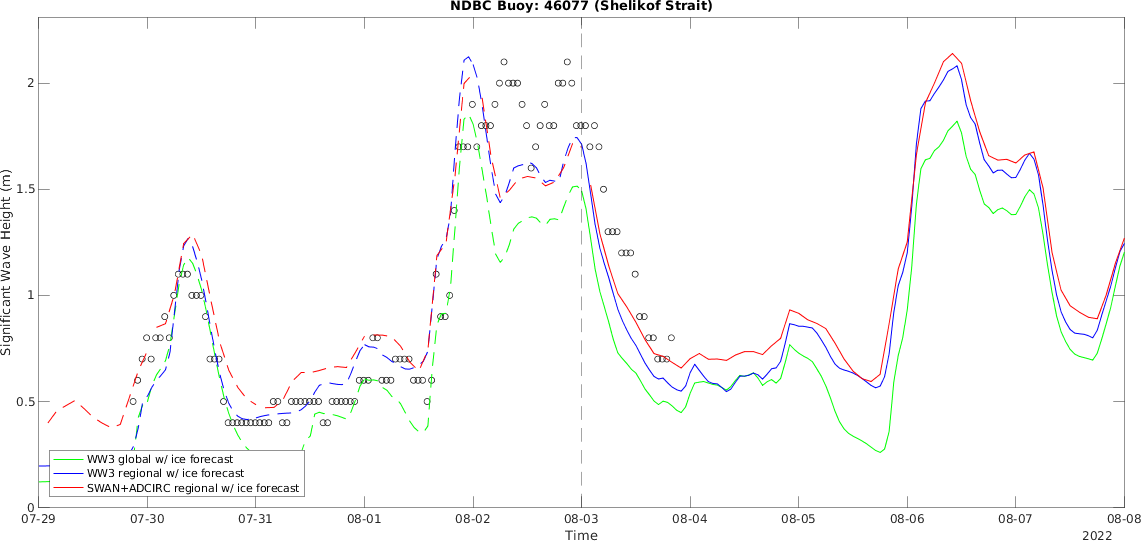 NDBC Buoy: 46077 (Shelikof Strait)
Significant Wave Height (m)
2
1.5
1
0.5
0
WW3 global w/ ice forecast
WW3 regional w/ ice forecast
SWAN+ADCIRC regional w/ ice forecast
07-29 07-30 07-31 08-01 08-02 08-03 08-04 08-05 08-06 08-07 08-08
Time
2022